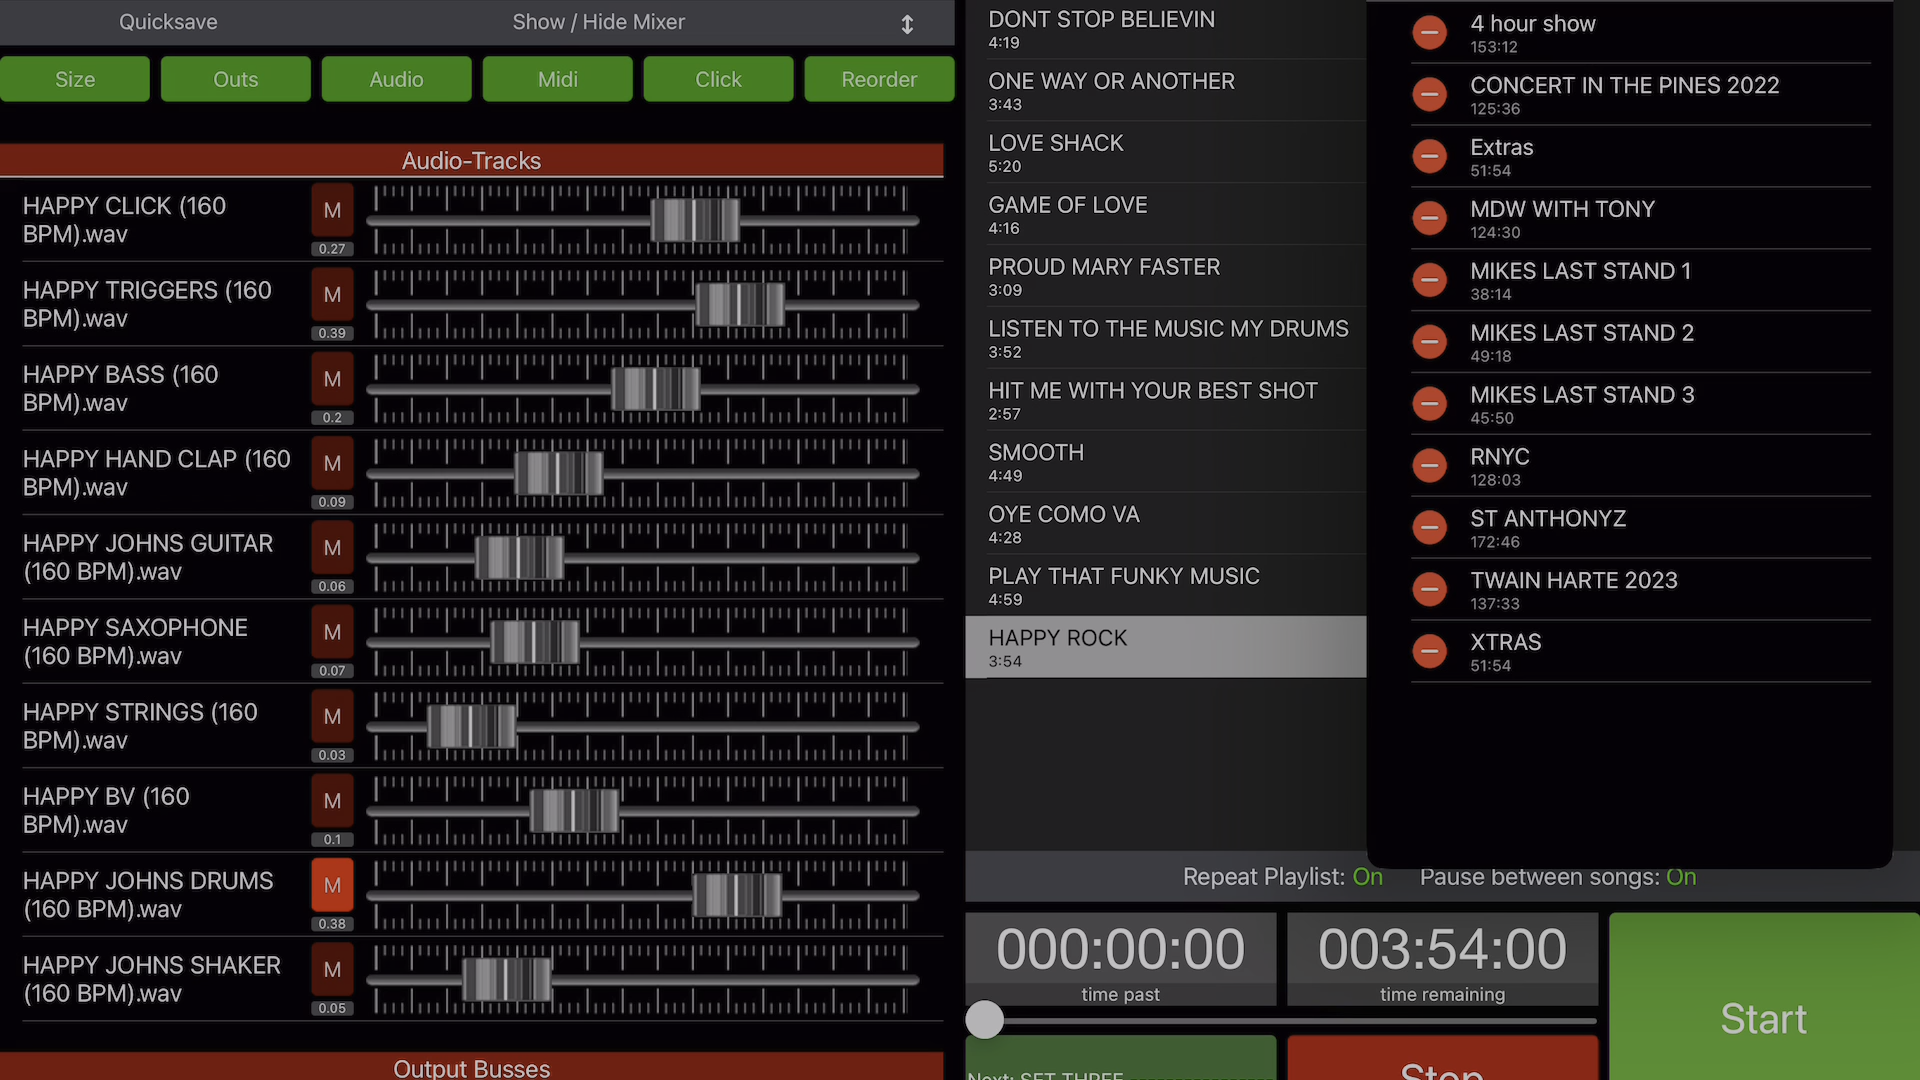 Quicksave
Show / Hide Mixer
Size
Outs
Audio
Midi
Click
Reorder
Audio-Tracks
HAPPY CLICK (160
BPM).wav
M
0.27
HAPPY TRIGGERS (160
BPM).wav
M
0.39
HAPPY BASS (160
BPM).wav
M
0.2
HAPPY HAND CLAP (160
BPM).wav
M
0.09
HAPPY JOHNS GUITAR
(160 BPM).wav
M
0.06
HAPPY SAXOPHONE
(160 BPM).wav
M
0.07
HAPPY STRINGS (160
BPM).wav
M
0.03
HAPPY BV (160
BPM).wav
M
0.1
HAPPY JOHNS DRUMS
(160 BPM).wav
M
0.38
HAPPY JOHNS SHAKER
(160 BPM).wav
M
0.05
Output Busses
DONT STOP BELIEVIN
4:19
ONE WAY OR ANOTHER
3:43
LOVE SHACK
5:20
GAME OF LOVE
4:16
PROUD MARY FASTER
3:09
LISTEN TO THE MUSIC MY DRUMS
3:52
HIT ME WITH YOUR BEST SHOT
2:57
SMOOTH
4:49
OYE COMO VA
4:28
PLAY THAT FUNKY MUSIC
4:59
HAPPY ROCK
3:54
4 hour show
153:12
CONCERT IN THE PINES 2022
125:36
Extras
51:54
MDW WITH TONY
124:30
MIKES LAST STAND 1
38:14
MIKES LAST STAND 2
49:18
MIKES LAST STAND 3
45:50
RNYC
128:03
ST ANTHONYZ
172:46
TWAIN HARTE 2023
137:33
XTRAS
51:54
Repeat Playlist: On
Pause between songs: On
000:00:00
time past
003:54:00
time remaining
Start
Next: SET THREE
Stop